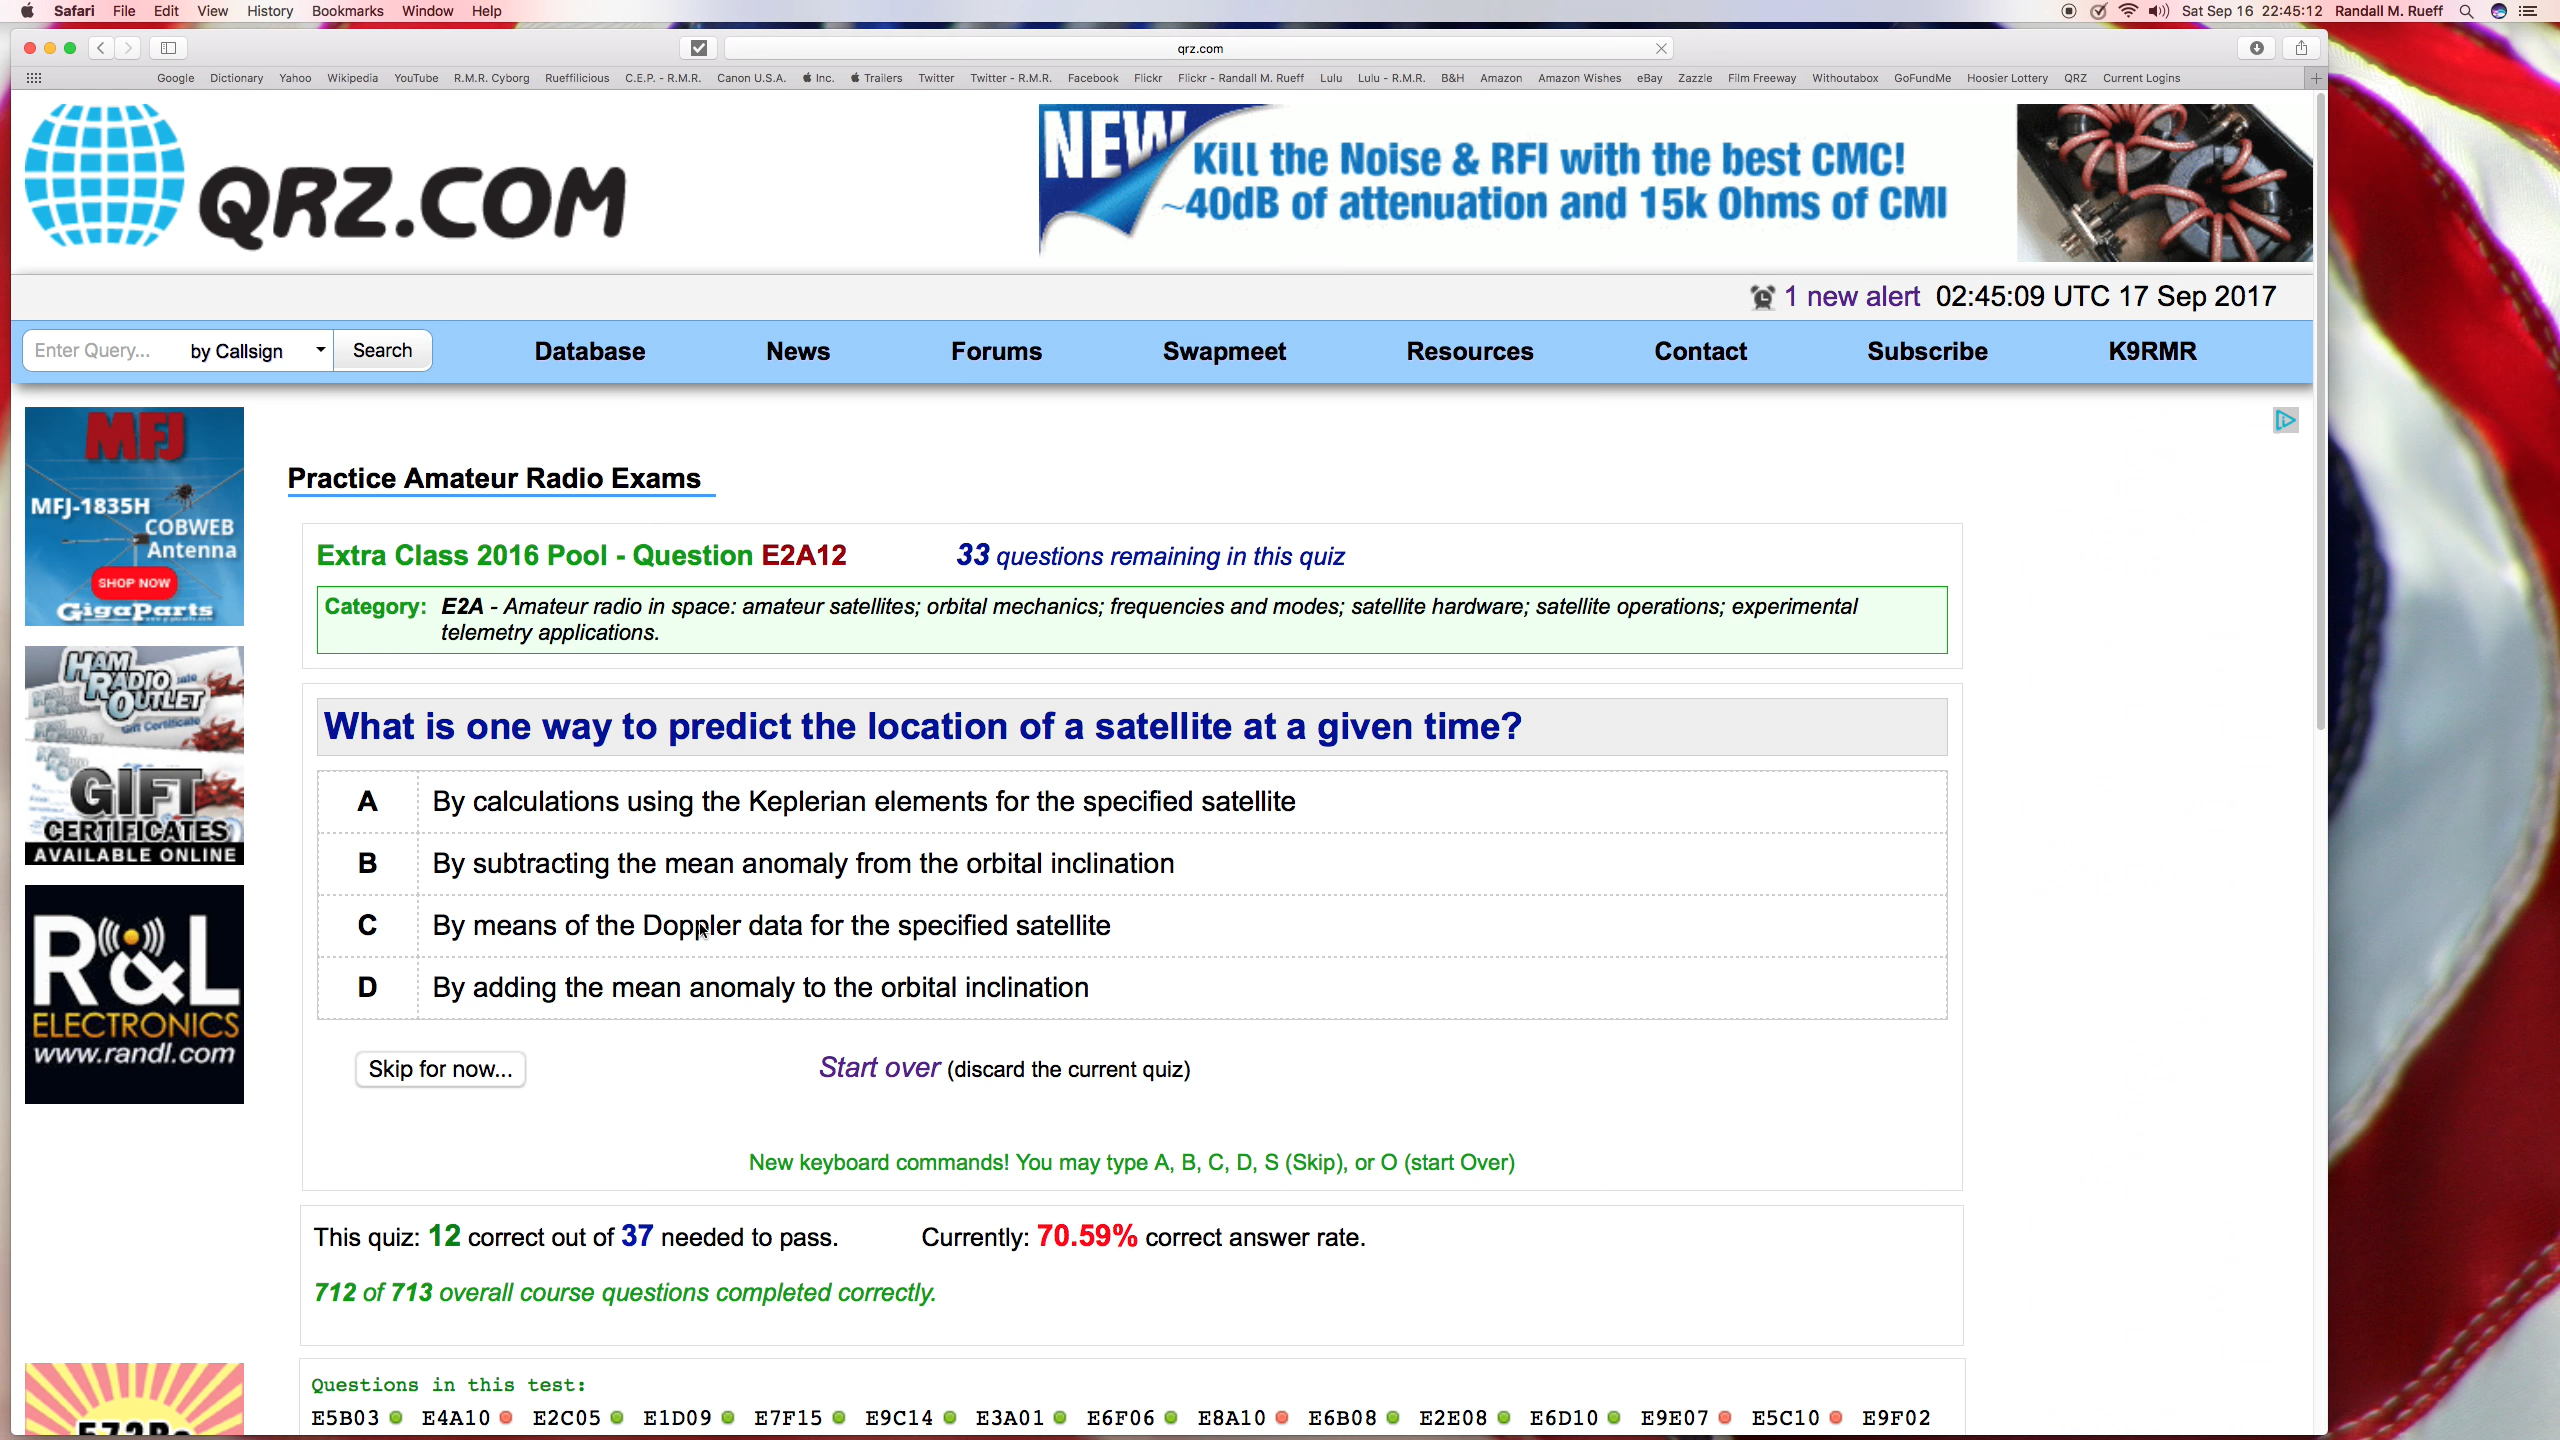 Safari File Edit View History Bookmarks Window Help
Sat Sep 16 22:45:12 Randall M. Rueff
qrz.com
Google Dictionary Yahoo Wikipedia YouTube R.M.R. Cyborg Rueffilicious C.E.P. - R.M.R. Canon U.S.A. Inc. Trailers Twitter Twitter - R.M.R. Facebook Flickr Flickr - Randall M. Rueff Lulu Lulu - R.M.R. B&H Amazon Amazon Wishes eBay Zazzle Film Freeway Withoutabox GoFundMe Hoosier Lottery QRZ Current Logins
QRZ.COM
NEW
Kill the Noise & RFI with the best CMC!
~40dB of attenuation and 15k Ohms of CMI
1 new alert 02:45:09 UTC 17 Sep 2017
Enter Query... by Callsign Search Database News Forums Swapmeet Resources Contact Subscribe K9RMR
MFJ
MFJ-1835H
COBWEB
Antenna
SHOP NOW
GigaParts
Practice Amateur Radio Exams
Extra Class 2016 Pool - Question E2A12 33 questions remaining in this quiz
Category: E2A - Amateur radio in space: amateur satellites; orbital mechanics; frequencies and modes; satellite hardware; satellite operations; experimental
telemetry applications.
HAM
RADIO
OUTLET
Gift Certificate
GIFT
CERTIFICATES
AVAILABLE ONLINE
What is one way to predict the location of a satellite at a given time?
A By calculations using the Keplerian elements for the specified satellite
B By subtracting the mean anomaly from the orbital inclination
C By means of the Doppler data for the specified satellite
D By adding the mean anomaly to the orbital inclination
R&L
ELECTRONICS
www.randl.com
Skip for now... Start over (discard the current quiz)
New keyboard commands! You may type A, B, C, D, S (Skip), or O (start Over)
This quiz: 12 correct out of 37 needed to pass. Currently: 70.59% correct answer rate.
712 of 713 overall course questions completed correctly.
Questions in this test:
E5B03 E4A10 E2C05 E1D09 E7F15 E9C14 E3A01 E6F06 E8A10 E6B08 E2E08 E6D10 E9E07 E5C10 E9F02